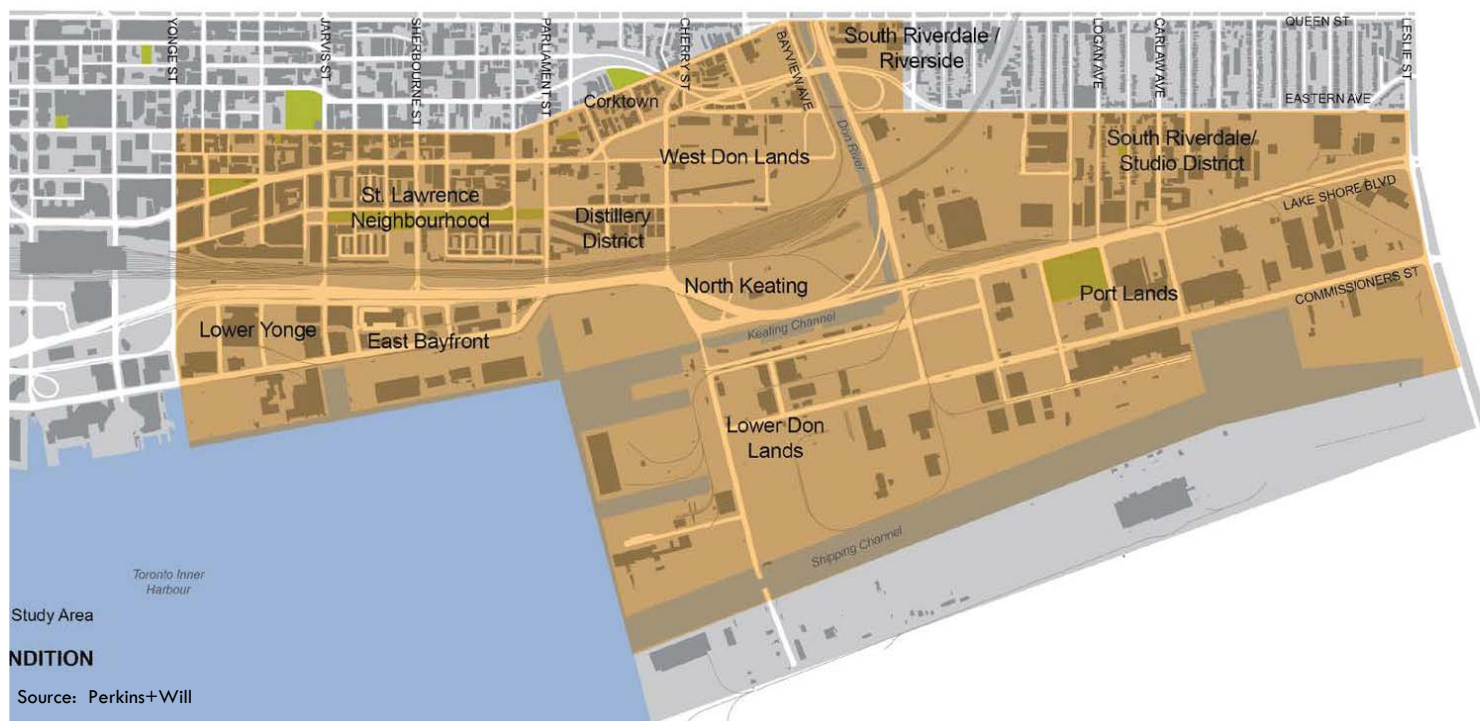 YONGE ST
JARVIS ST
SHERBOURNE ST
PARLIAMENT ST
CHERRY ST
BAYVIEW AVE
South Riverdale /
Riverside
LOGAN AVE
CARLAW AVE
QUEEN ST
LESLIE ST
EASTERN AVE
Corktown
Don River
West Don Lands
South Riverdale/
Studio District
St. Lawrence
Neighbourhood
Distillery
District
LAKE SHORE BLVD
North Keating
Port Lands
COMMISSIONERS ST
Lower Yonge
East Bayfront
Keating Channel
Lower Don
Lands
Shipping Channel
Toronto Inner
Harbour
Study Area
NDITION
Source: Perkins+Will